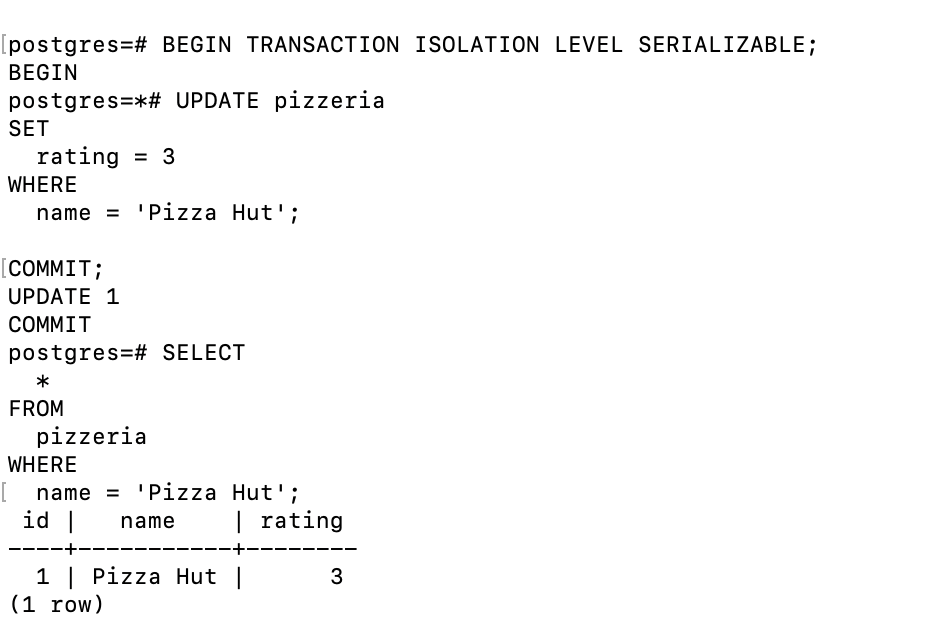 [postgres=# BEGIN TRANSACTION ISOLATION LEVEL SERIALIZABLE;
BEGIN
postgres=*# UPDATE pizzeria
SET
  rating = 3
WHERE
  name = 'Pizza Hut';

[COMMIT;
UPDATE 1
COMMIT
postgres=# SELECT
  *
FROM
  pizzeria
WHERE
[  name = 'Pizza Hut';
 id |   name    | rating
----+-----------+--------
  1 | Pizza Hut |      3
(1 row)